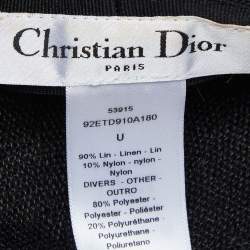 Christian Dior
PARIS
53915
92ETD910A180
U
90% Lin - Linen - Lin
10% Nylon - nylon -
Nylon
DIVERS - OTHER -
OUTRO
80% Polyester -
Polyester - Poliéster
20% Polyuréthane -
Polyurethane -
Poliuretano